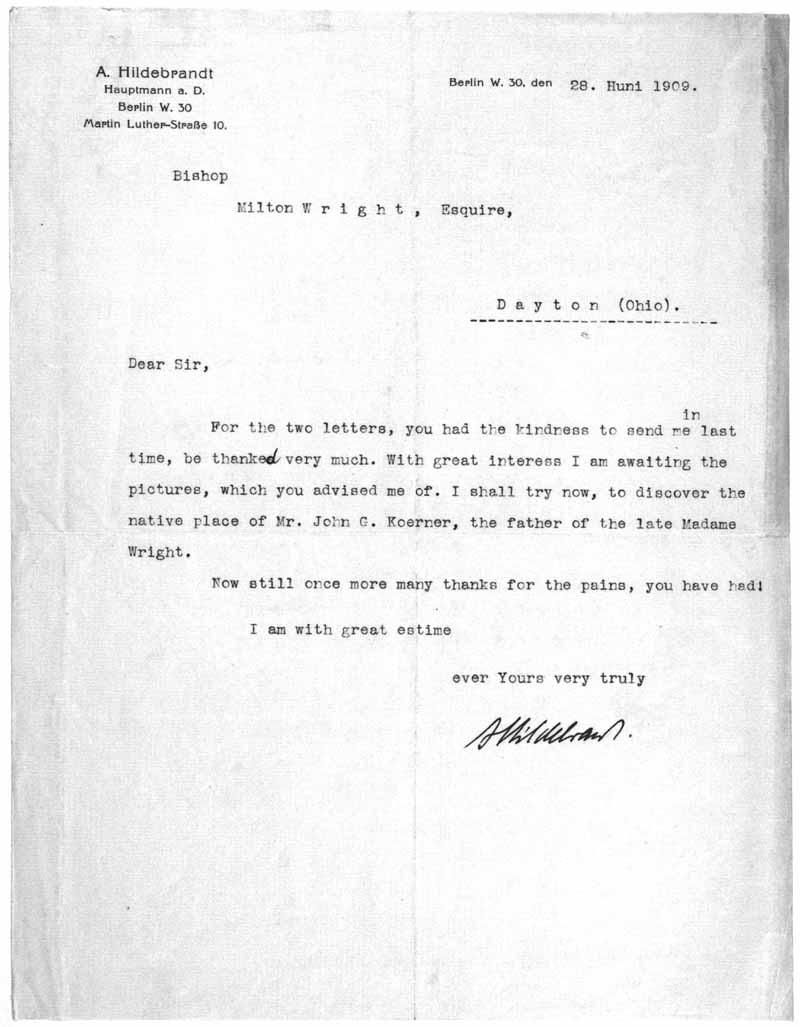 A. Hildebrandt
Hauptmann a. D.
Berlin W. 30
Martin Luther-Straße 10.
Berlin W. 30, den 28. Huni 1909.
Bishop
Milton W r i g h t , Esquire,
D a y t o n (Ohio).
Dear Sir,
in
For the two letters, you had the kindness to send me last
time, be thanked very much. With great interess I am awaiting the
pictures, which you advised me of. I shall try now, to discover the
native place of Mr. John G. Koerner, the father of the late Madame
Wright.
Now still once more many thanks for the pains, you have had!
I am with great estime
ever Yours very truly
AHildebrandt.